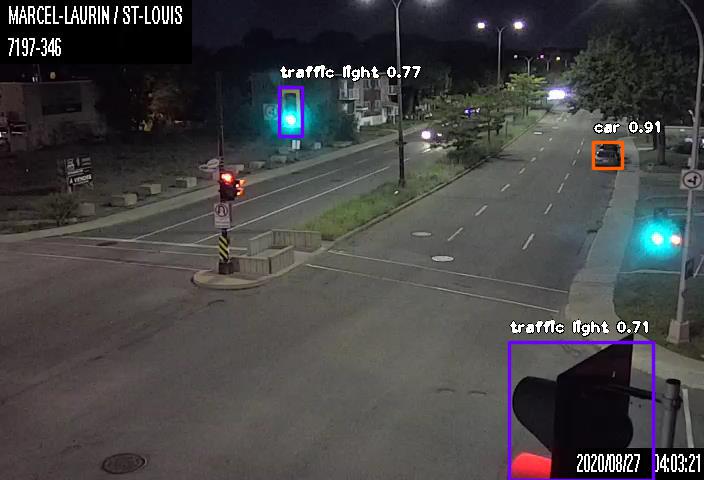 MARCEL-LAURIN / ST-LOUIS
7197-346
traffic light 0.77
car 0.91
A VENDRE
traffic light 0.71
2020/08/27 04:03:21